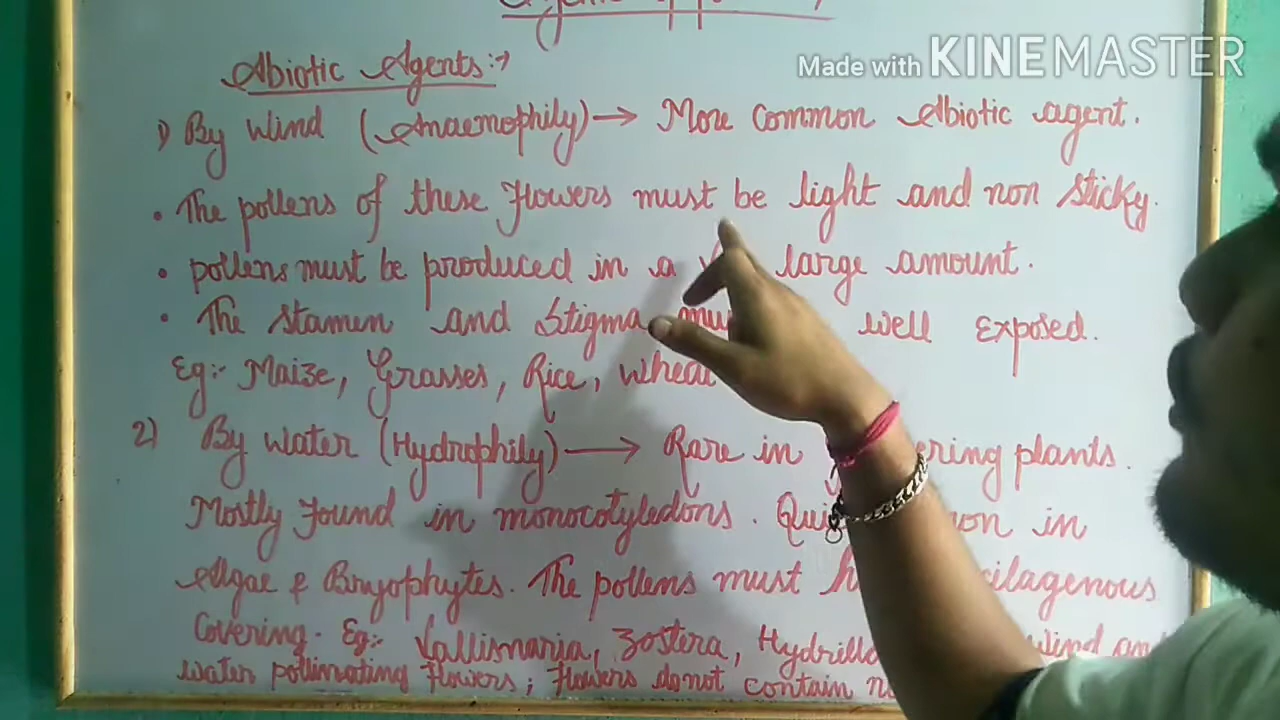 Made with KINEMASTER
Abiotic Agents:→
1) By Wind (Anaemophily) → More common Abiotic agent.
• The pollens of these flowers must be light and non sticky.
• pollens must be produced in a large amount.
• The stamen and stigma well exposed.
Eg:- Maize, Grasses, Rice, wheat
2) By water (Hydrophily) → Rare in plants.
Mostly found in monocotyledons. in
Algae & Bryophytes. The pollens must
Covering. Eg:- Vallisnaria, Zostera, wind
water pollinating flowers; flowers do not contain